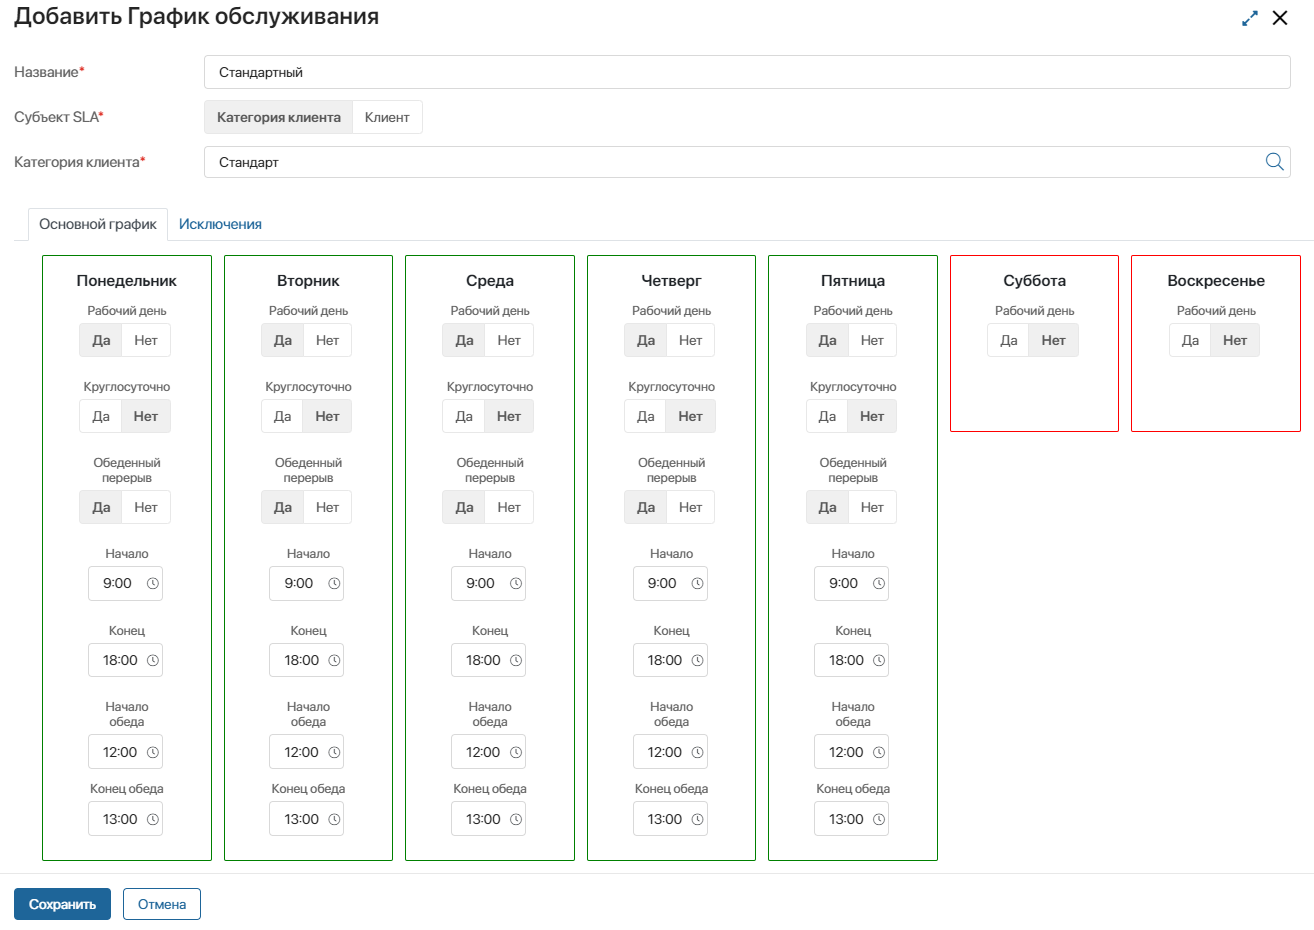 Добавить График обслуживания
Название*
Стандартный
Субъект SLA*
Категория клиента Клиент
Категория клиента*
Стандарт
Основной график Исключения
Понедельник
Рабочий день
Да Нет
Круглосуточно
Да Нет
Обеденный
перерыв
Да Нет
Начало
9:00
Конец
18:00
Начало
обеда
12:00
Конец обеда
13:00
Вторник
Рабочий день
Да Нет
Круглосуточно
Да Нет
Обеденный
перерыв
Да Нет
Начало
9:00
Конец
18:00
Начало
обеда
12:00
Конец обеда
13:00
Среда
Рабочий день
Да Нет
Круглосуточно
Да Нет
Обеденный
перерыв
Да Нет
Начало
9:00
Конец
18:00
Начало
обеда
12:00
Конец обеда
13:00
Четверг
Рабочий день
Да Нет
Круглосуточно
Да Нет
Обеденный
перерыв
Да Нет
Начало
9:00
Конец
18:00
Начало
обеда
12:00
Конец обеда
13:00
Пятница
Рабочий день
Да Нет
Круглосуточно
Да Нет
Обеденный
перерыв
Да Нет
Начало
9:00
Конец
18:00
Начало
обеда
12:00
Конец обеда
13:00
Суббота
Рабочий день
Да Нет
Воскресенье
Рабочий день
Да Нет
Сохранить Отмена